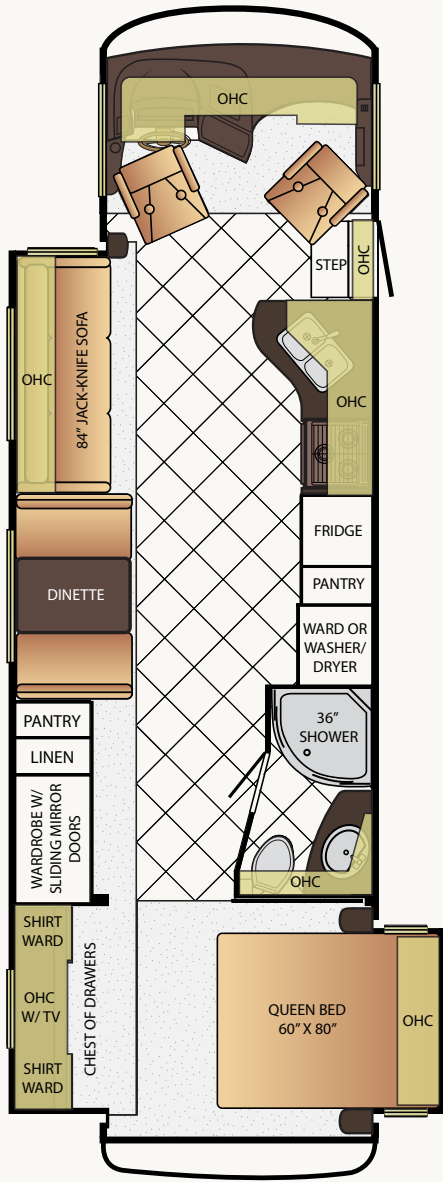 OHC
STEP
OHC
OHC
84" JACK-KNIFE SOFA
OHC
FRIDGE
PANTRY
DINETTE
WARD OR
WASHER/
DRYER
36"
SHOWER
PANTRY
LINEN
WARDROBE W/
SLIDING MIRROR
DOORS
OHC
SHIRT
WARD
OHC
W/ TV
SHIRT
WARD
CHEST OF DRAWERS
QUEEN BED
60" X 80"
OHC